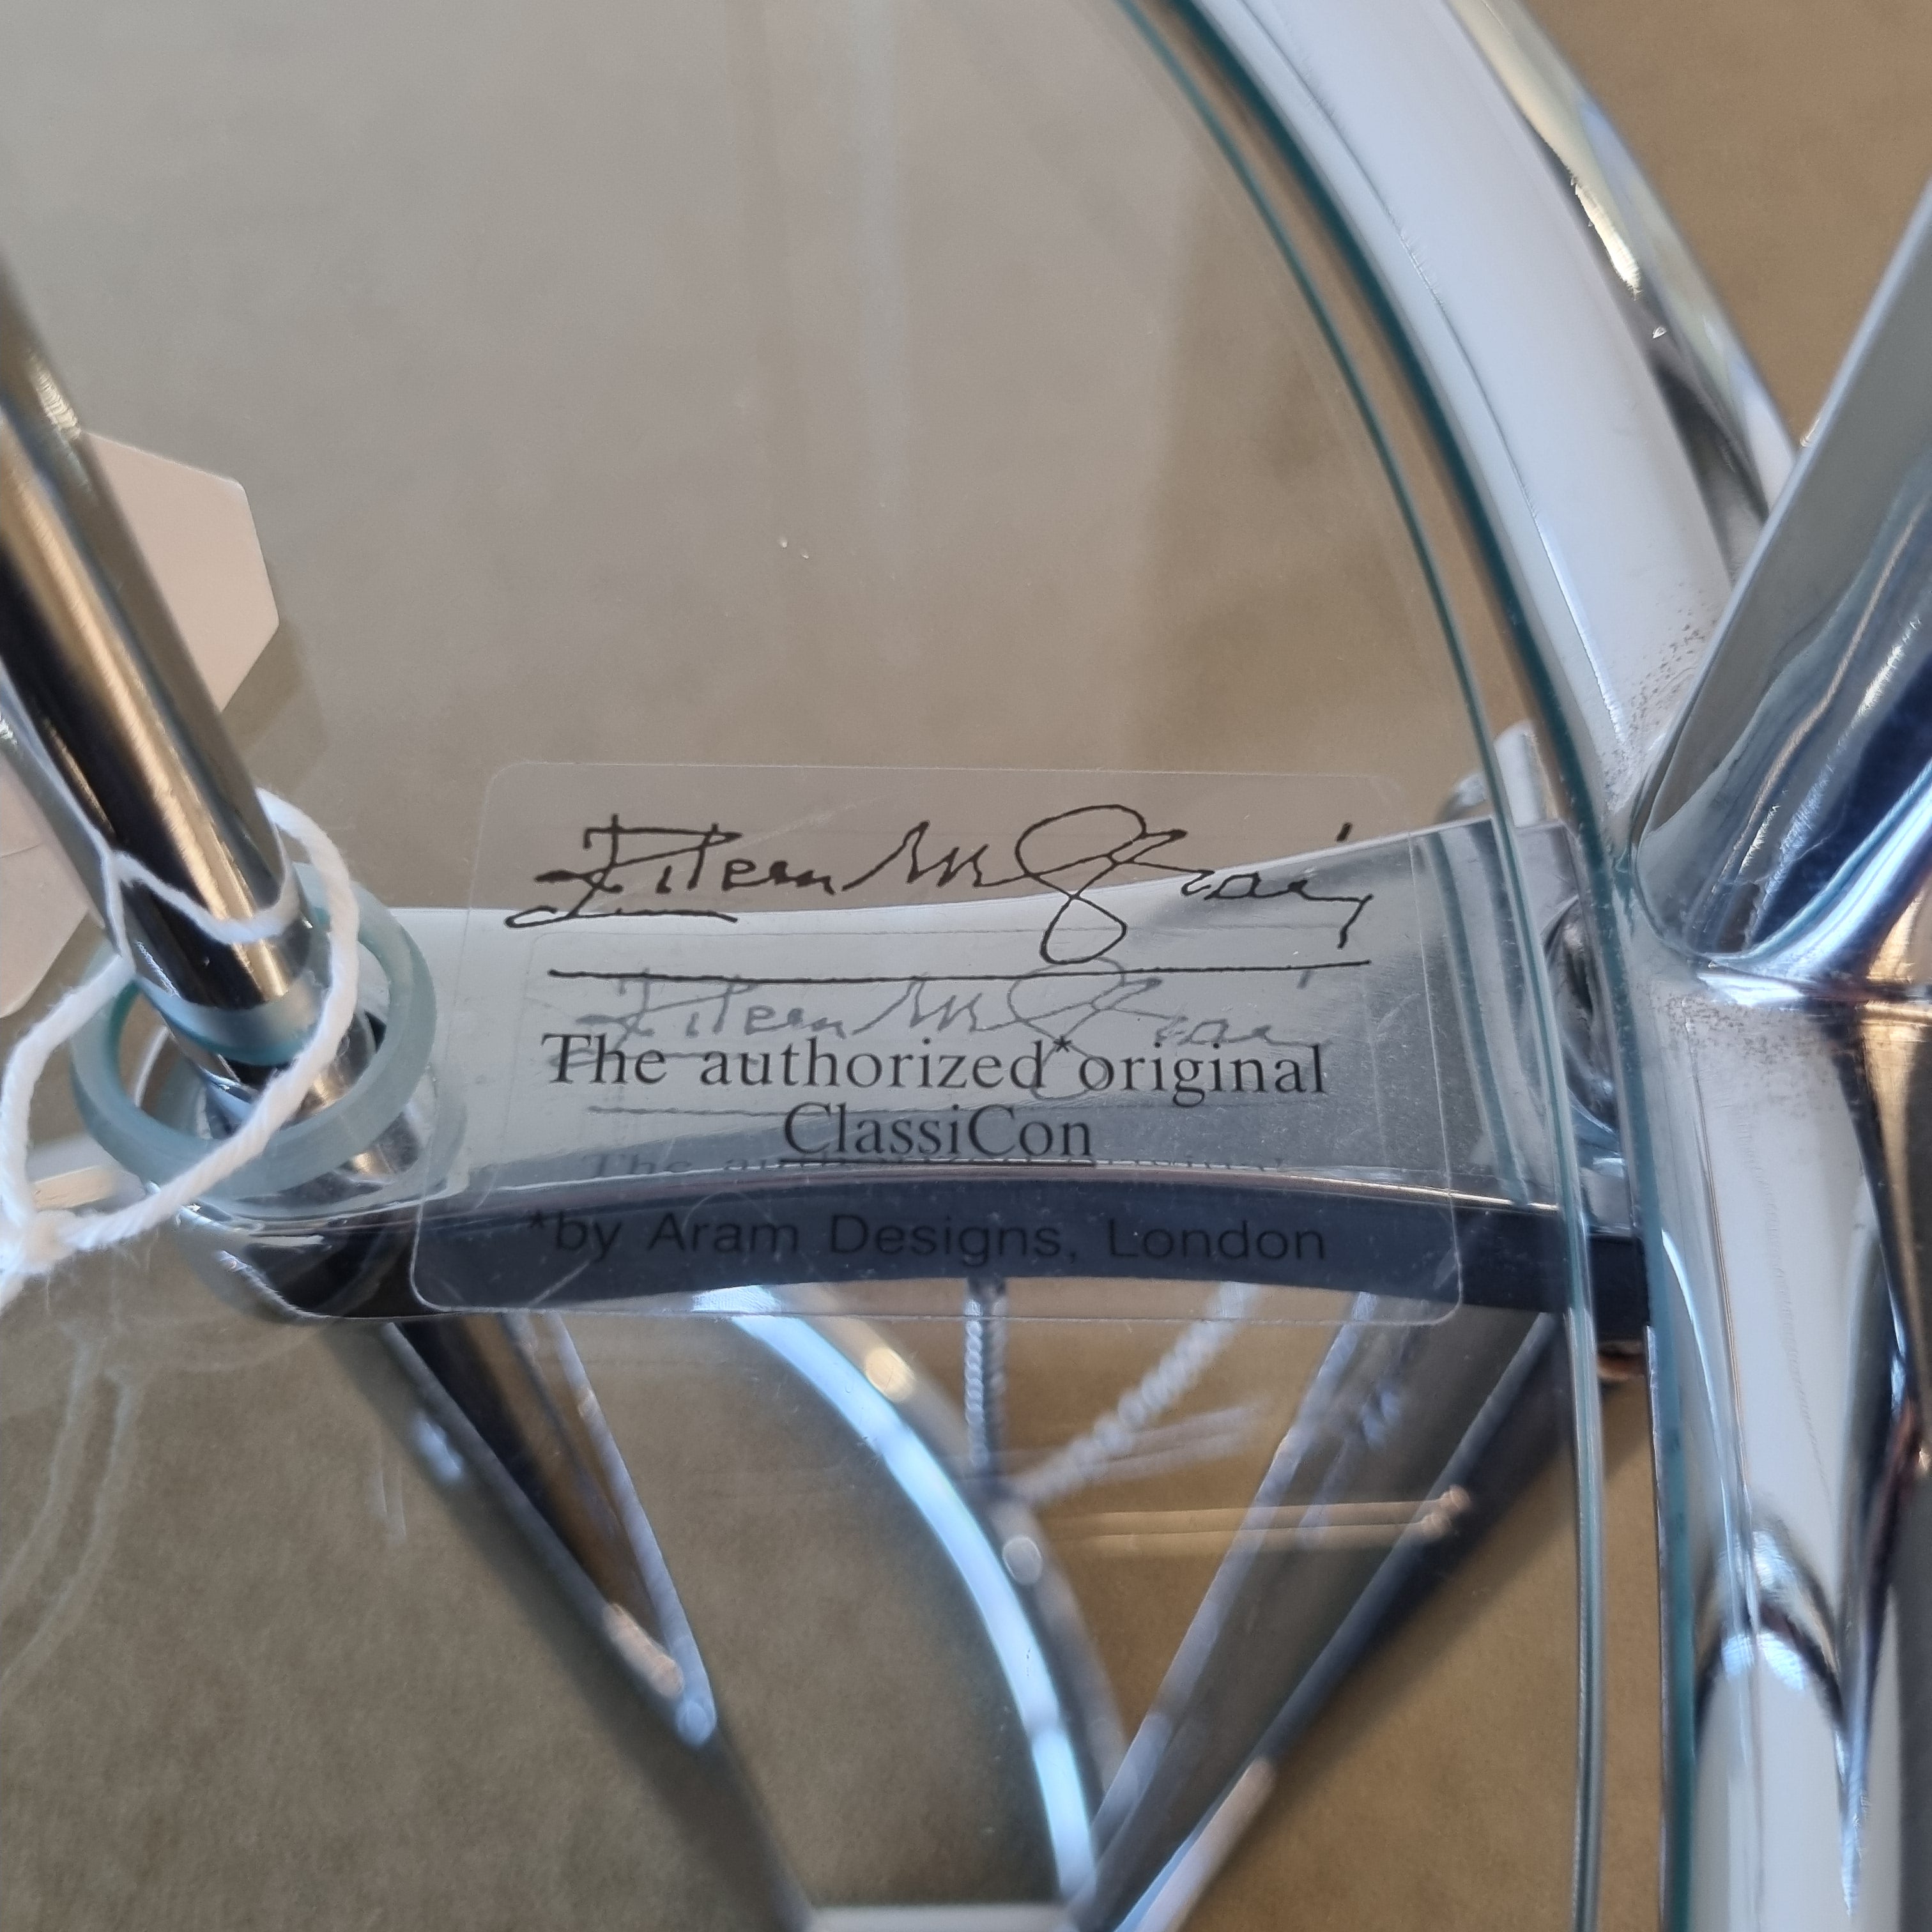 Eileen M Gray
The authorized* original
ClassiCon
*by Aram Designs, London